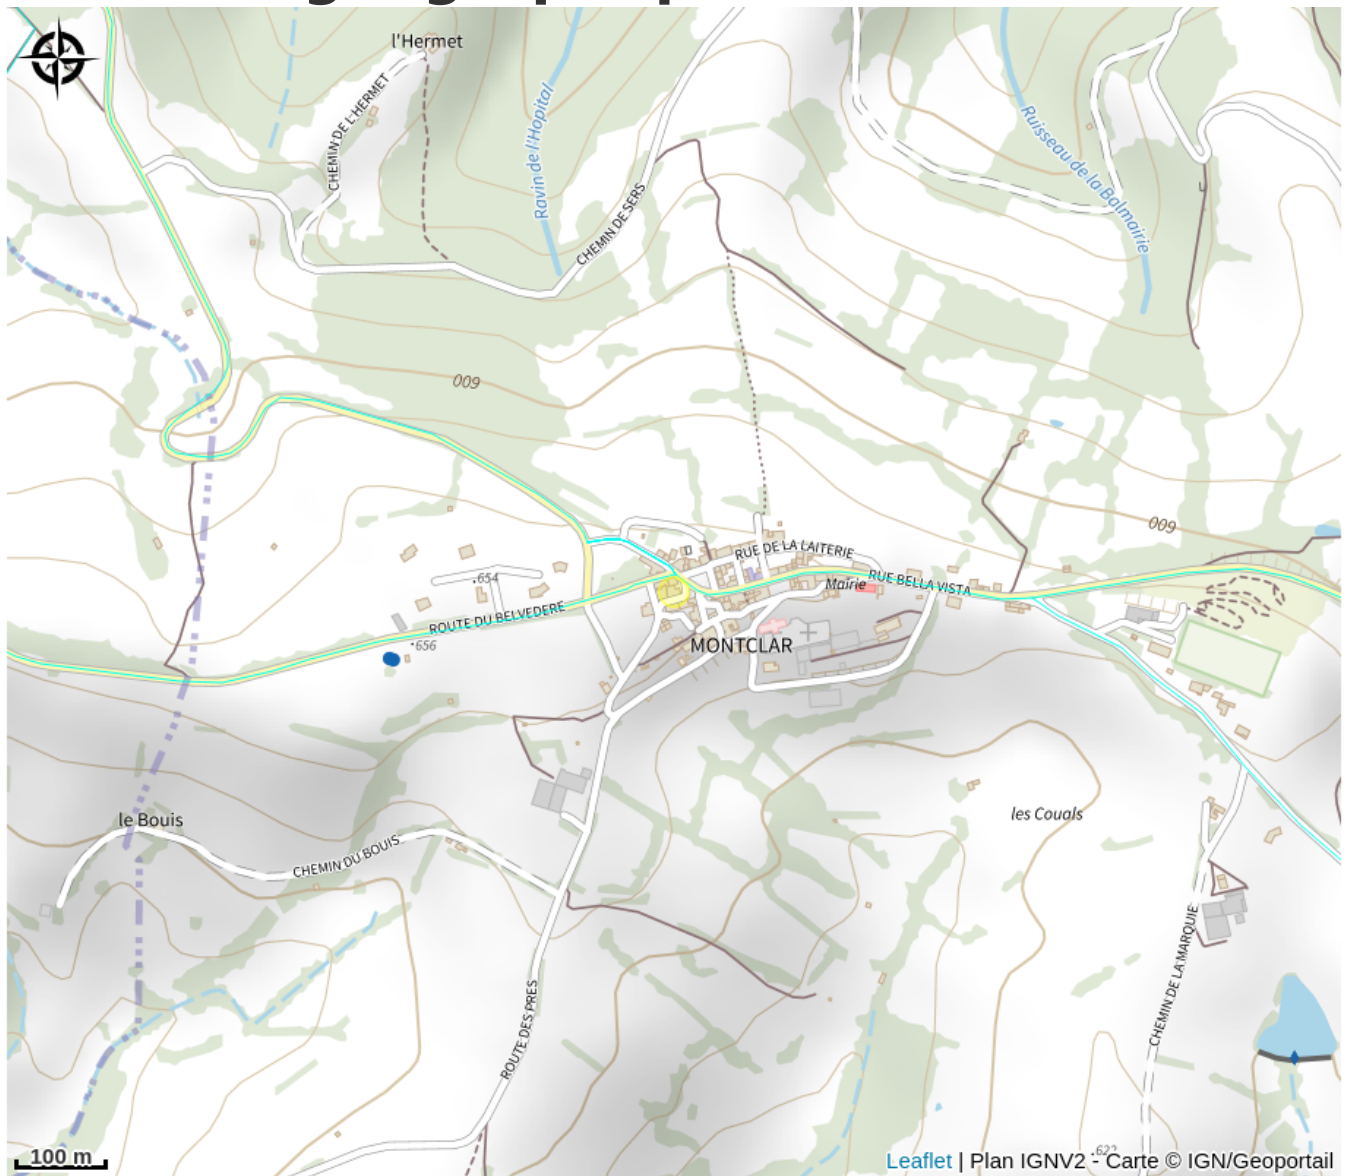 l'Hermet
CHEMIN DE L'HERMET
Ravin de l'Hopital
CHEMIN DE SERS
Ruisseau de la Balmairie
009
009
RUE DE LA LAITERIE
Mairie
RUE BELLA VISTA
654
ROUTE DU BELVEDERE
656
MONTCLAR
le Bouis
CHEMIN DU BOUIS
les Couals
CHEMIN DE LA MARQUIE
ROUTE DES PRES
622
100 m
Leaflet | Plan IGNV2 - Carte © IGN/Geoportail